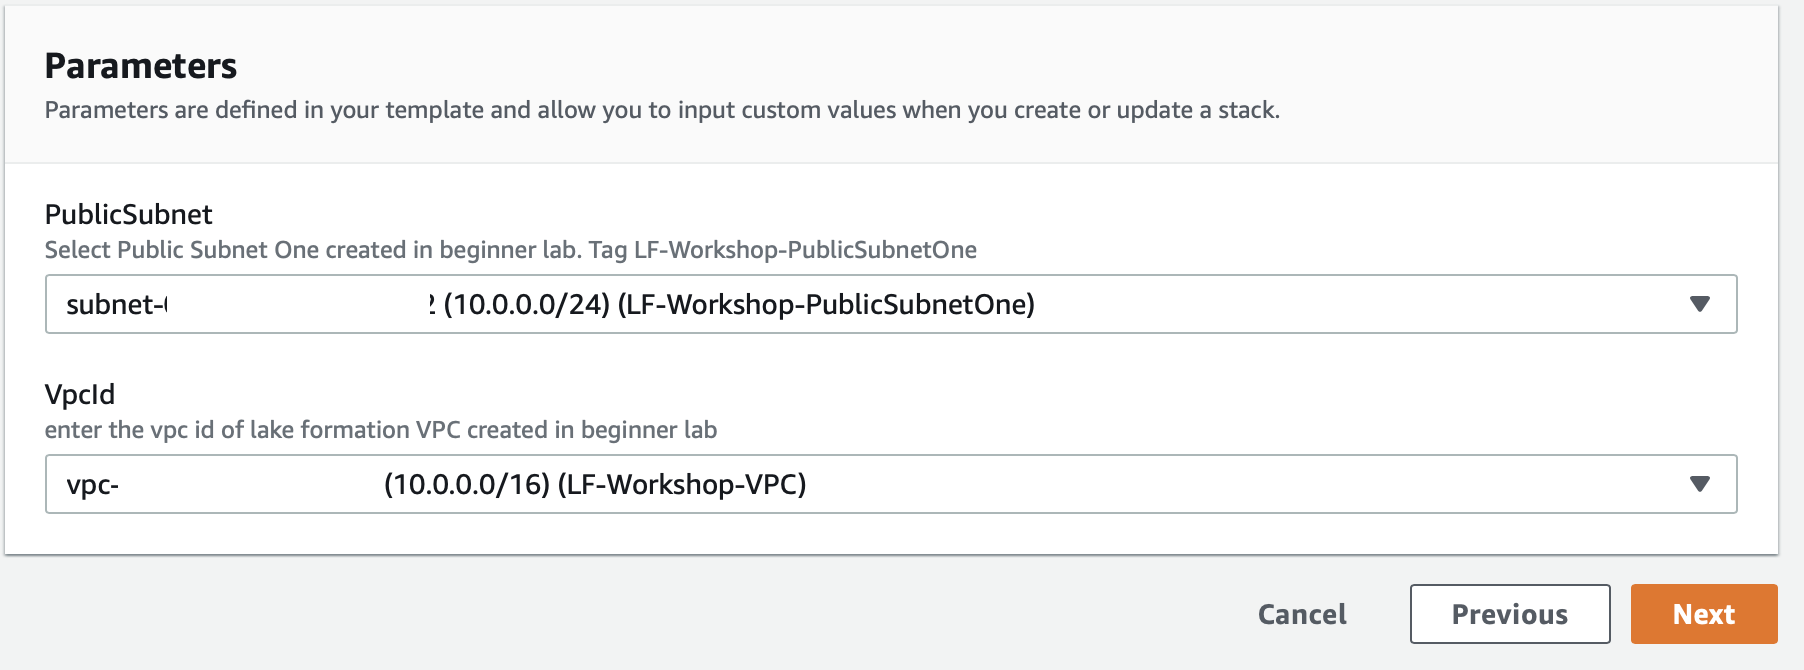 Parameters
Parameters are defined in your template and allow you to input custom values when you create or update a stack.
PublicSubnet
Select Public Subnet One created in beginner lab. Tag LF-Workshop-PublicSubnetOne
subnet- (10.0.0.0/24) (LF-Workshop-PublicSubnetOne)
VpcId
enter the vpc id of lake formation VPC created in beginner lab
vpc- (10.0.0.0/16) (LF-Workshop-VPC)
Cancel
Previous
Next